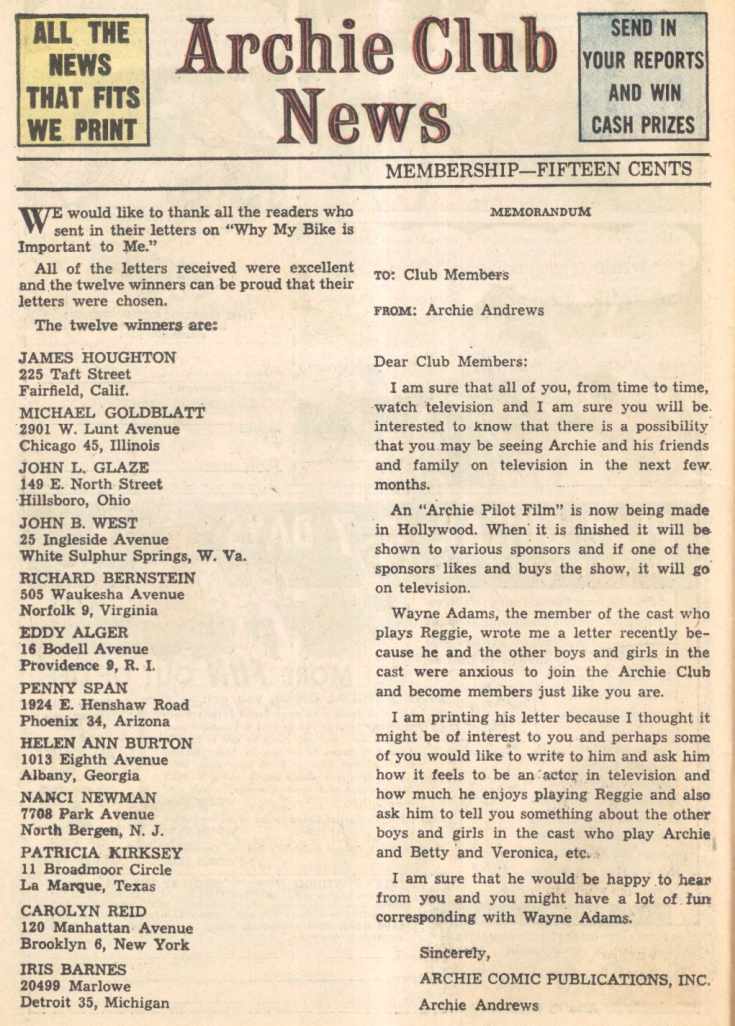 ALL THE
NEWS
THAT FITS
WE PRINT
Archie Club
News
SEND IN
YOUR REPORTS
AND WIN
CASH PRIZES
MEMBERSHIP—FIFTEEN CENTS
WE would like to thank all the readers who
sent in their letters on “Why My Bike is
Important to Me.”
All of the letters received were excellent
and the twelve winners can be proud that their
letters were chosen.
The twelve winners are:
JAMES HOUGHTON
225 Taft Street
Fairfield, Calif.
MICHAEL GOLDBLATT
2901 W. Lunt Avenue
Chicago 45, Illinois
JOHN L. GLAZE
149 E. North Street
Hillsboro, Ohio
JOHN B. WEST
25 Ingleside Avenue
White Sulphur Springs, W. Va.
RICHARD BERNSTEIN
505 Waukesha Avenue
Norfolk 9, Virginia
EDDY ALGER
16 Bodell Avenue
Providence 9, R. I.
PENNY SPAN
1924 E. Henshaw Road
Phoenix 34, Arizona
HELEN ANN BURTON
1013 Eighth Avenue
Albany, Georgia
NANCI NEWMAN
7708 Park Avenue
North Bergen, N. J.
PATRICIA KIRKSEY
11 Broadmoor Circle
La Marque, Texas
CAROLYN REID
120 Manhattan Avenue
Brooklyn 6, New York
IRIS BARNES
20499 Marlowe
Detroit 35, Michigan
MEMORANDUM
TO: Club Members
FROM: Archie Andrews
Dear Club Members:
I am sure that all of you, from time to time,
watch television and I am sure you will be
interested to know that there is a possibility
that you may be seeing Archie and his friends
and family on television in the next few
months.
An “Archie Pilot Film” is now being made
in Hollywood. When it is finished it will be
shown to various sponsors and if one of the
sponsors likes and buys the show, it will go
on television.
Wayne Adams, the member of the cast who
plays Reggie, wrote me a letter recently be-
cause he and the other boys and girls in the
cast were anxious to join the Archie Club
and become members just like you are.
I am printing his letter because I thought it
might be of interest to you and perhaps some
of you would like to write to him and ask him
how it feels to be an actor in television and
how much he enjoys playing Reggie and also
ask him to tell you something about the other
boys and girls in the cast who play Archie
and Betty and Veronica, etc.
I am sure that he would be happy to hear
from you and you might have a lot of fun
corresponding with Wayne Adams.
Sincerely,
ARCHIE COMIC PUBLICATIONS, INC.
Archie Andrews